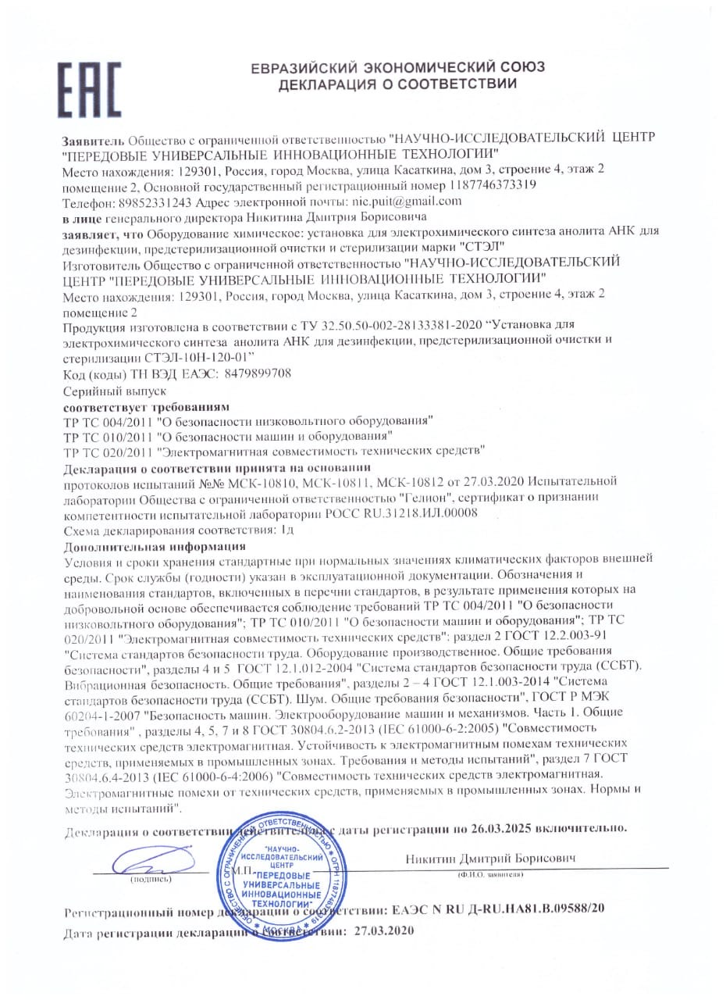 ЕАС
ЕВРАЗИЙСКИЙ ЭКОНОМИЧЕСКИЙ СОЮЗ
ДЕКЛАРАЦИЯ О СООТВЕТСТВИИ
Заявитель Общество с ограниченной ответственностью "НАУЧНО-ИССЛЕДОВАТЕЛЬСКИЙ ЦЕНТР
"ПЕРЕДОВЫЕ УНИВЕРСАЛЬНЫЕ ИННОВАЦИОННЫЕ ТЕХНОЛОГИИ"
Место нахождения: 129301, Россия, город Москва, улица Касаткина, дом 3, строение 4, этаж 2
помещение 2, Основной государственный регистрационный номер 1187746373319
Телефон: 89852331243 Адрес электронной почты: nic.puit@gmail.com
в лице генерального директора Никитина Дмитрия Борисовича
заявляет, что Оборудование химическое: установка для электрохимического синтеза анолита АНК для
дезинфекции, предстерилизационной очистки и стерилизации марки "СТЭЛ"
Изготовитель Общество с ограниченной ответственностью "НАУЧНО-ИССЛЕДОВАТЕЛЬСКИЙ
ЦЕНТР "ПЕРЕДОВЫЕ УНИВЕРСАЛЬНЫЕ ИННОВАЦИОННЫЕ ТЕХНОЛОГИИ"
Место нахождения: 129301, Россия, город Москва, улица Касаткина, дом 3, строение 4, этаж 2
помещение 2
Продукция изготовлена в соответствии с ТУ 32.50.50-002-28133381-2020 “Установка для
электрохимического синтеза анолита АНК для дезинфекции, предстерилизационной очистки и
стерилизации СТЭЛ-10Н-120-01”
Код (коды) ТН ВЭД ЕАЭС: 8479899708
Серийный выпуск
соответствует требованиям
ТР ТС 004/2011 "О безопасности низковольтного оборудования"
ТР ТС 010/2011 "О безопасности машин и оборудования"
ТР ТС 020/2011 "Электромагнитная совместимость технических средств"
Декларация о соответствии принята на основании
протоколов испытаний №№ МСК-10810, МСК-10811, МСК-10812 от 27.03.2020 Испытательной
лаборатории Общества с ограниченной ответственностью "Гелион", сертификат о признании
компетентности испытательной лаборатории РОСС RU.31218.ИЛ.00008
Схема декларирования соответствия: 1д
Дополнительная информация
Условия и сроки хранения стандартные при нормальных значениях климатических факторов внешней
среды. Срок службы (годности) указан в эксплуатационной документации. Обозначения и
наименования стандартов, включенных в перечни стандартов, в результате применения которых на
добровольной основе обеспечивается соблюдение требований ТР ТС 004/2011 "О безопасности
низковольтного оборудования"; ТР ТС 010/2011 "О безопасности машин и оборудования"; ТР ТС
020/2011 "Электромагнитная совместимость технических средств": раздел 2 ГОСТ 12.2.003-91
"Система стандартов безопасности труда. Оборудование производственное. Общие требования
безопасности", разделы 4 и 5 ГОСТ 12.1.012-2004 "Система стандартов безопасности труда (ССБТ).
Вибрационная безопасность. Общие требования", разделы 2 – 4 ГОСТ 12.1.003-2014 "Система
стандартов безопасности труда (ССБТ). Шум. Общие требования безопасности", ГОСТ Р МЭК
60204-1-2007 "Безопасность машин. Электрооборудование машин и механизмов. Часть 1. Общие
требования" , разделы 4, 5, 7 и 8 ГОСТ 30804.6.2-2013 (IEC 61000-6-2:2005) "Совместимость
технических средств электромагнитная. Устойчивость к электромагнитным помехам технических
средств, применяемых в промышленных зонах. Требования и методы испытаний", раздел 7 ГОСТ
30804.6.4-2013 (IEC 61000-6-4:2006) "Совместимость технических средств электромагнитная.
Электромагнитные помехи от технических средств, применяемых в промышленных зонах. Нормы и
методы испытаний".
Декларация о соответствии действительна с даты регистрации по 26.03.2025 включительно.
ОБЩЕСТВО С ОГРАНИЧЕННОЙ ОТВЕТСТВЕННОСТЬЮ ОГРН 1187746373319
МОСКВА
"НАУЧНО-
ИССЛЕДОВАТЕЛЬСКИЙ
ЦЕНТР
"ПЕРЕДОВЫЕ
УНИВЕРСАЛЬНЫЕ
ИННОВАЦИОННЫЕ
ТЕХНОЛОГИИ"
М.П.
Никитин Дмитрий Борисович
(подпись)
(Ф.И.О. заявителя)
Регистрационный номер декларации о соответствии: ЕАЭС N RU Д-RU.НА81.В.09588/20
Дата регистрации декларации о соответствии: 27.03.2020